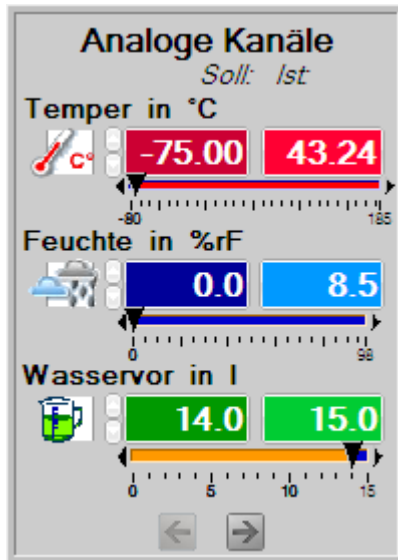 Analoge Kanäle
Soll: Ist:
Temper in °C
C° -75.00 43.24
-80 185
Feuchte in %rF
0.0 8.5
0 98
Wasservor in l
14.0 15.0
0 5 10 15